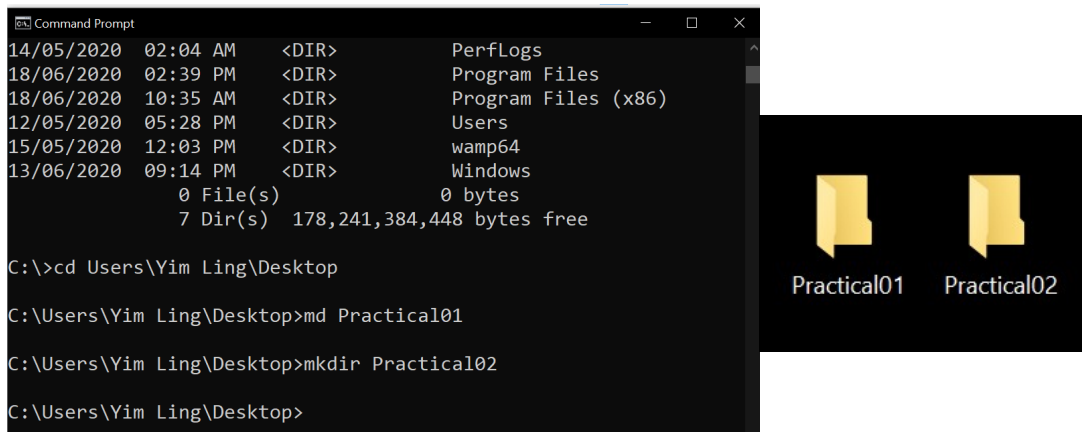 Command Prompt
14/05/2020  02:04 AM    <DIR>          PerfLogs
18/06/2020  02:39 PM    <DIR>          Program Files
18/06/2020  10:35 AM    <DIR>          Program Files (x86)
12/05/2020  05:28 PM    <DIR>          Users
15/05/2020  12:03 PM    <DIR>          wamp64
13/06/2020  09:14 PM    <DIR>          Windows
               0 File(s)              0 bytes
               7 Dir(s)  178,241,384,448 bytes free
C:\>cd Users\Yim Ling\Desktop
C:\Users\Yim Ling\Desktop>md Practical01
C:\Users\Yim Ling\Desktop>mkdir Practical02
C:\Users\Yim Ling\Desktop>
Practical01 Practical02